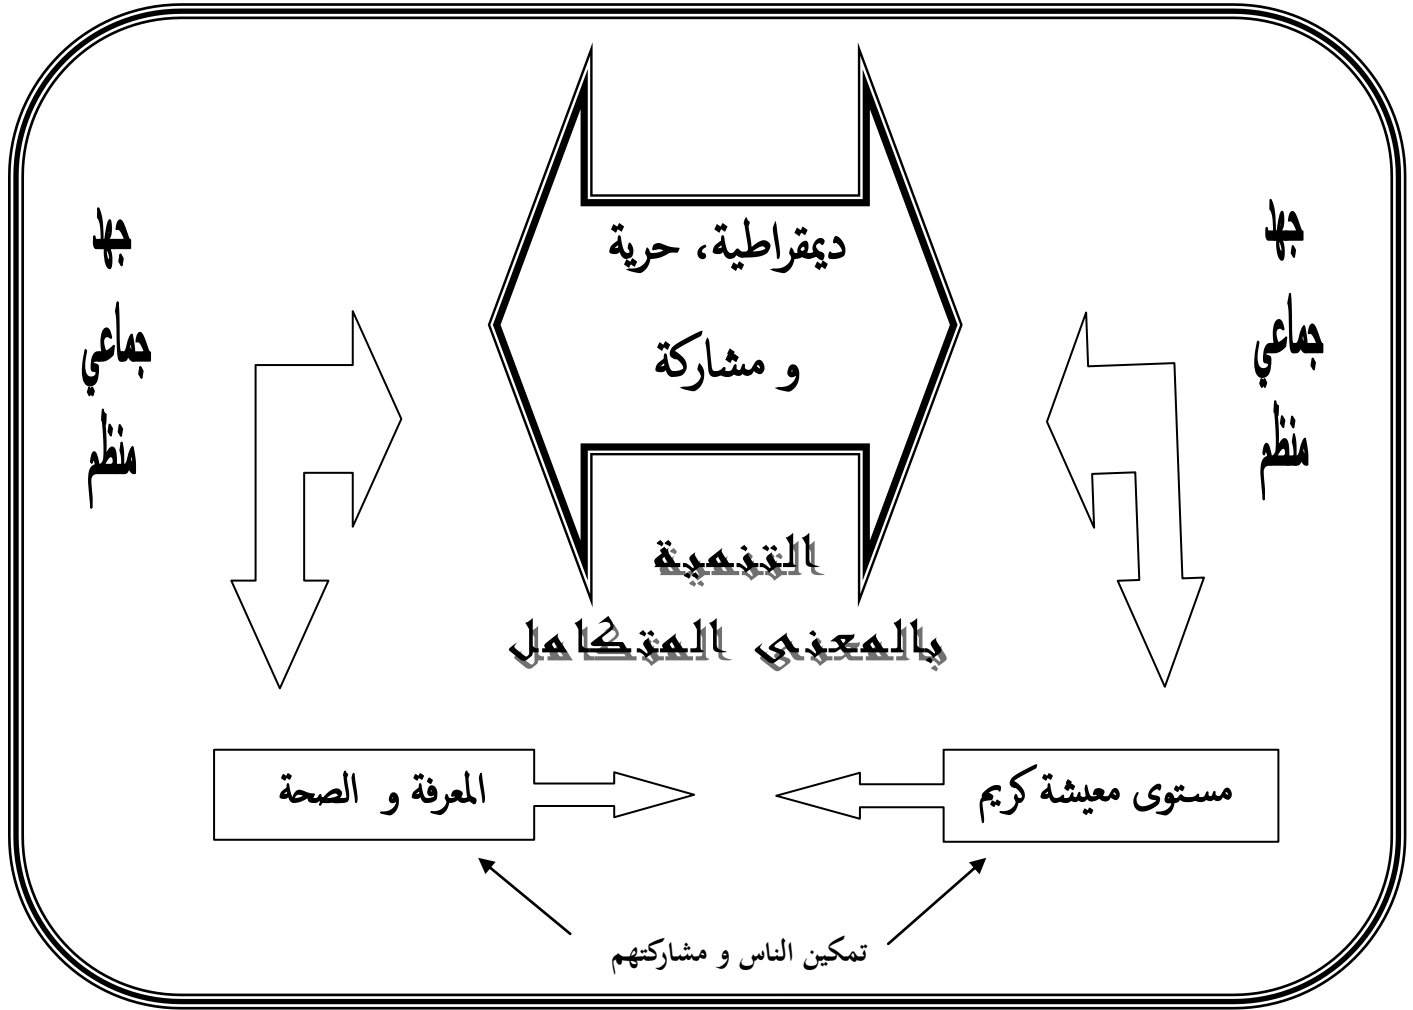 جهد
جماعي
منظم
ديمقراطية، حرية
و مشاركة
جهد
جماعي
منظم
التنمية
بالمعنى المتكامل
مستوى معيشة كريم
المعرفة و الصحة
تمكين الناس و مشاركتهم